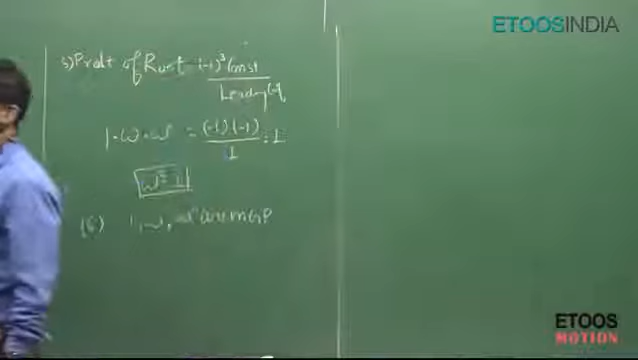 ETOOSINDIA
5) Prodt of Root = (-1)³ Const
Leading Cof
1·ω·ω² = (-1)(-1) = 1
1
ω³ = 1
(6) 1, ω, ω² are in G.P
ETOOS
MOTION